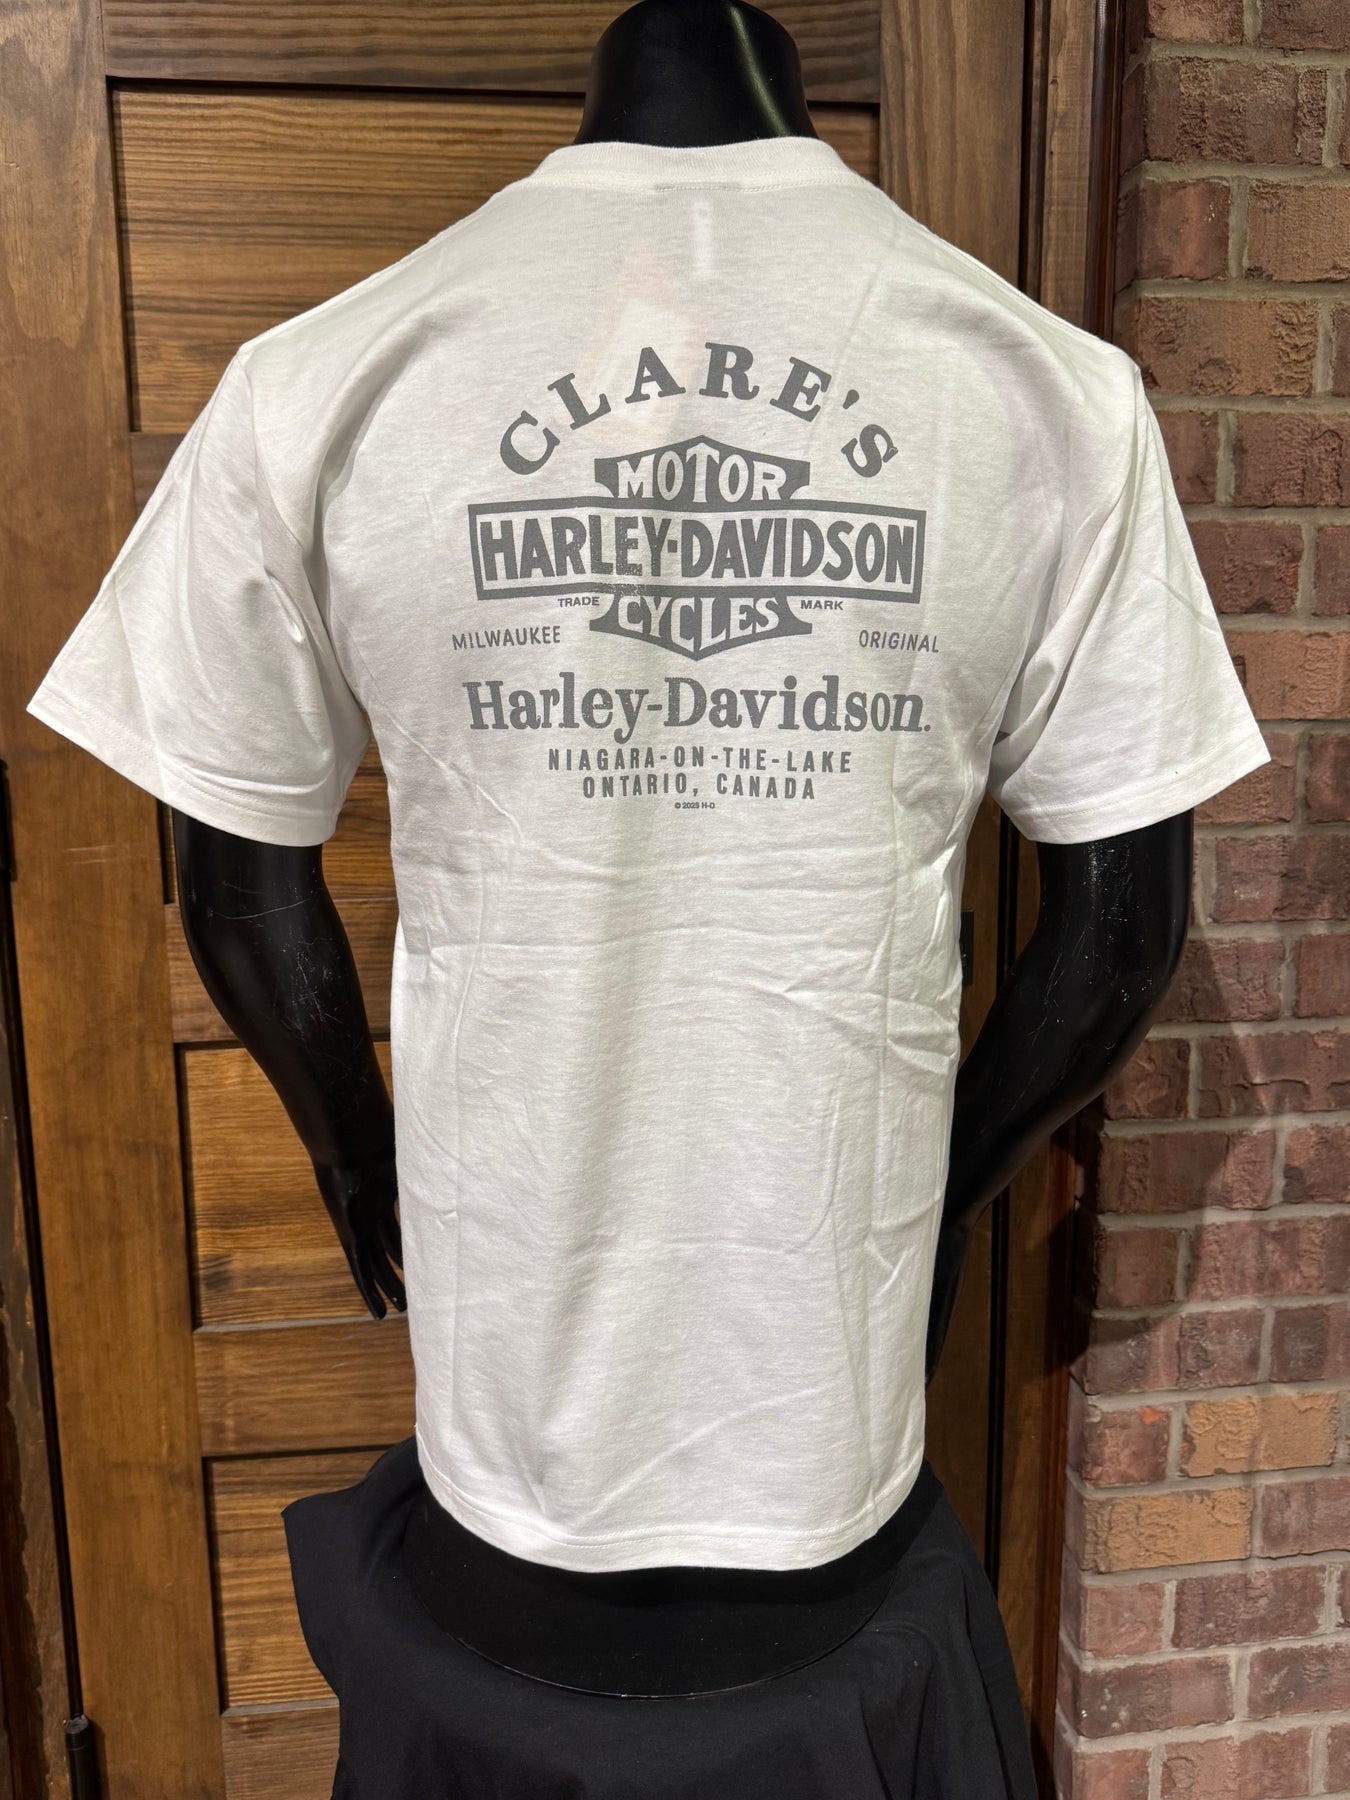 CLARE'S
MOTOR
HARLEY-DAVIDSON
TRADE MARK
CYCLES
MILWAUKEE ORIGINAL
Harley-Davidson.
NIAGARA-ON-THE-LAKE
ONTARIO, CANADA
© 2025 H-D